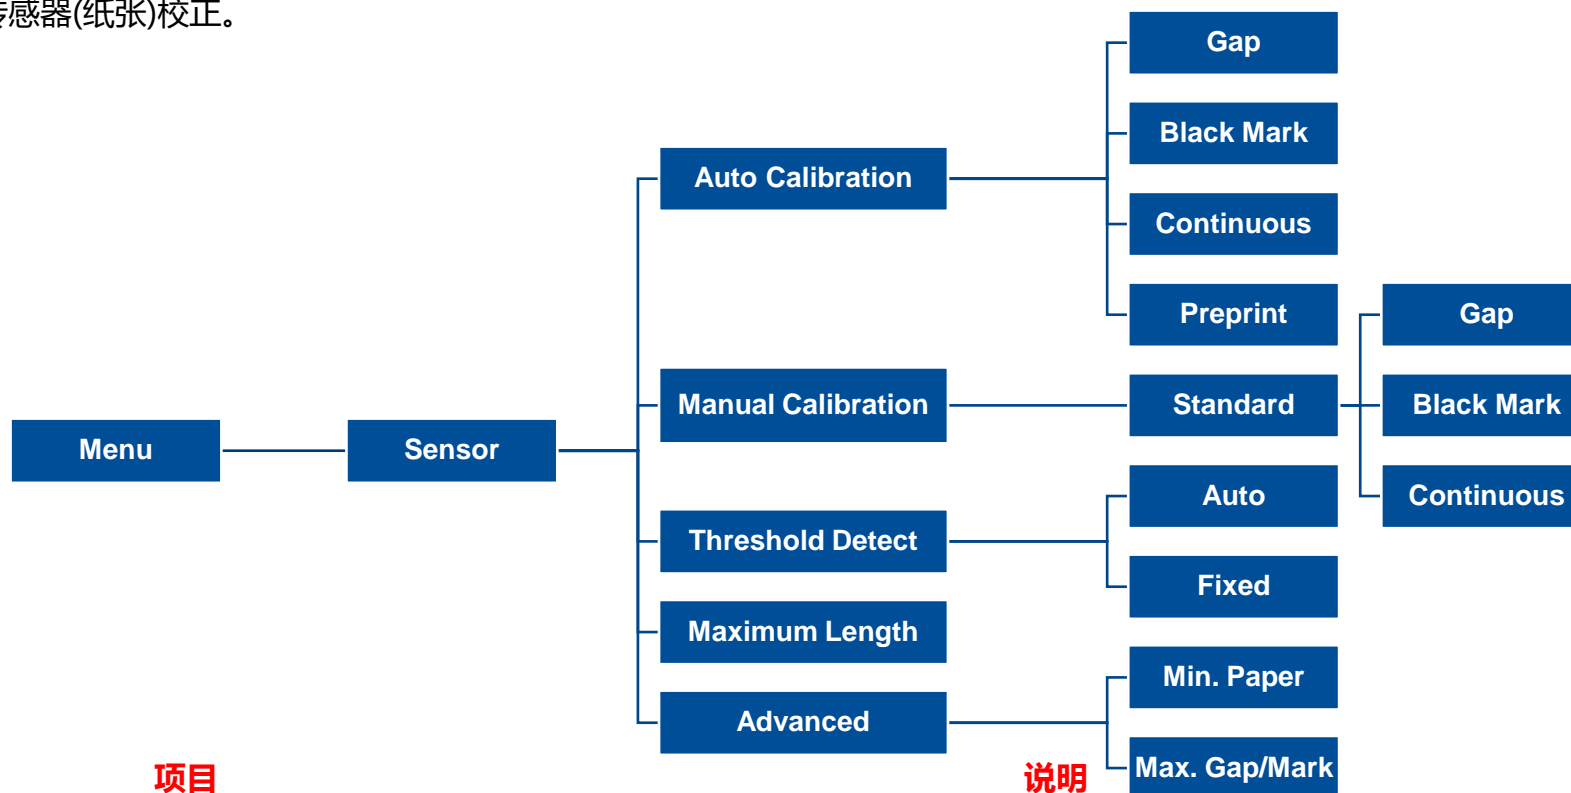 传感器(纸张)校正。
Gap
Black Mark
Auto Calibration
Continuous
Preprint
Gap
Manual Calibration
Standard
Black Mark
Menu
Sensor
Auto
Continuous
Threshold Detect
Fixed
Maximum Length
Min. Paper
Advanced
项目
说明
Max. Gap/Mark